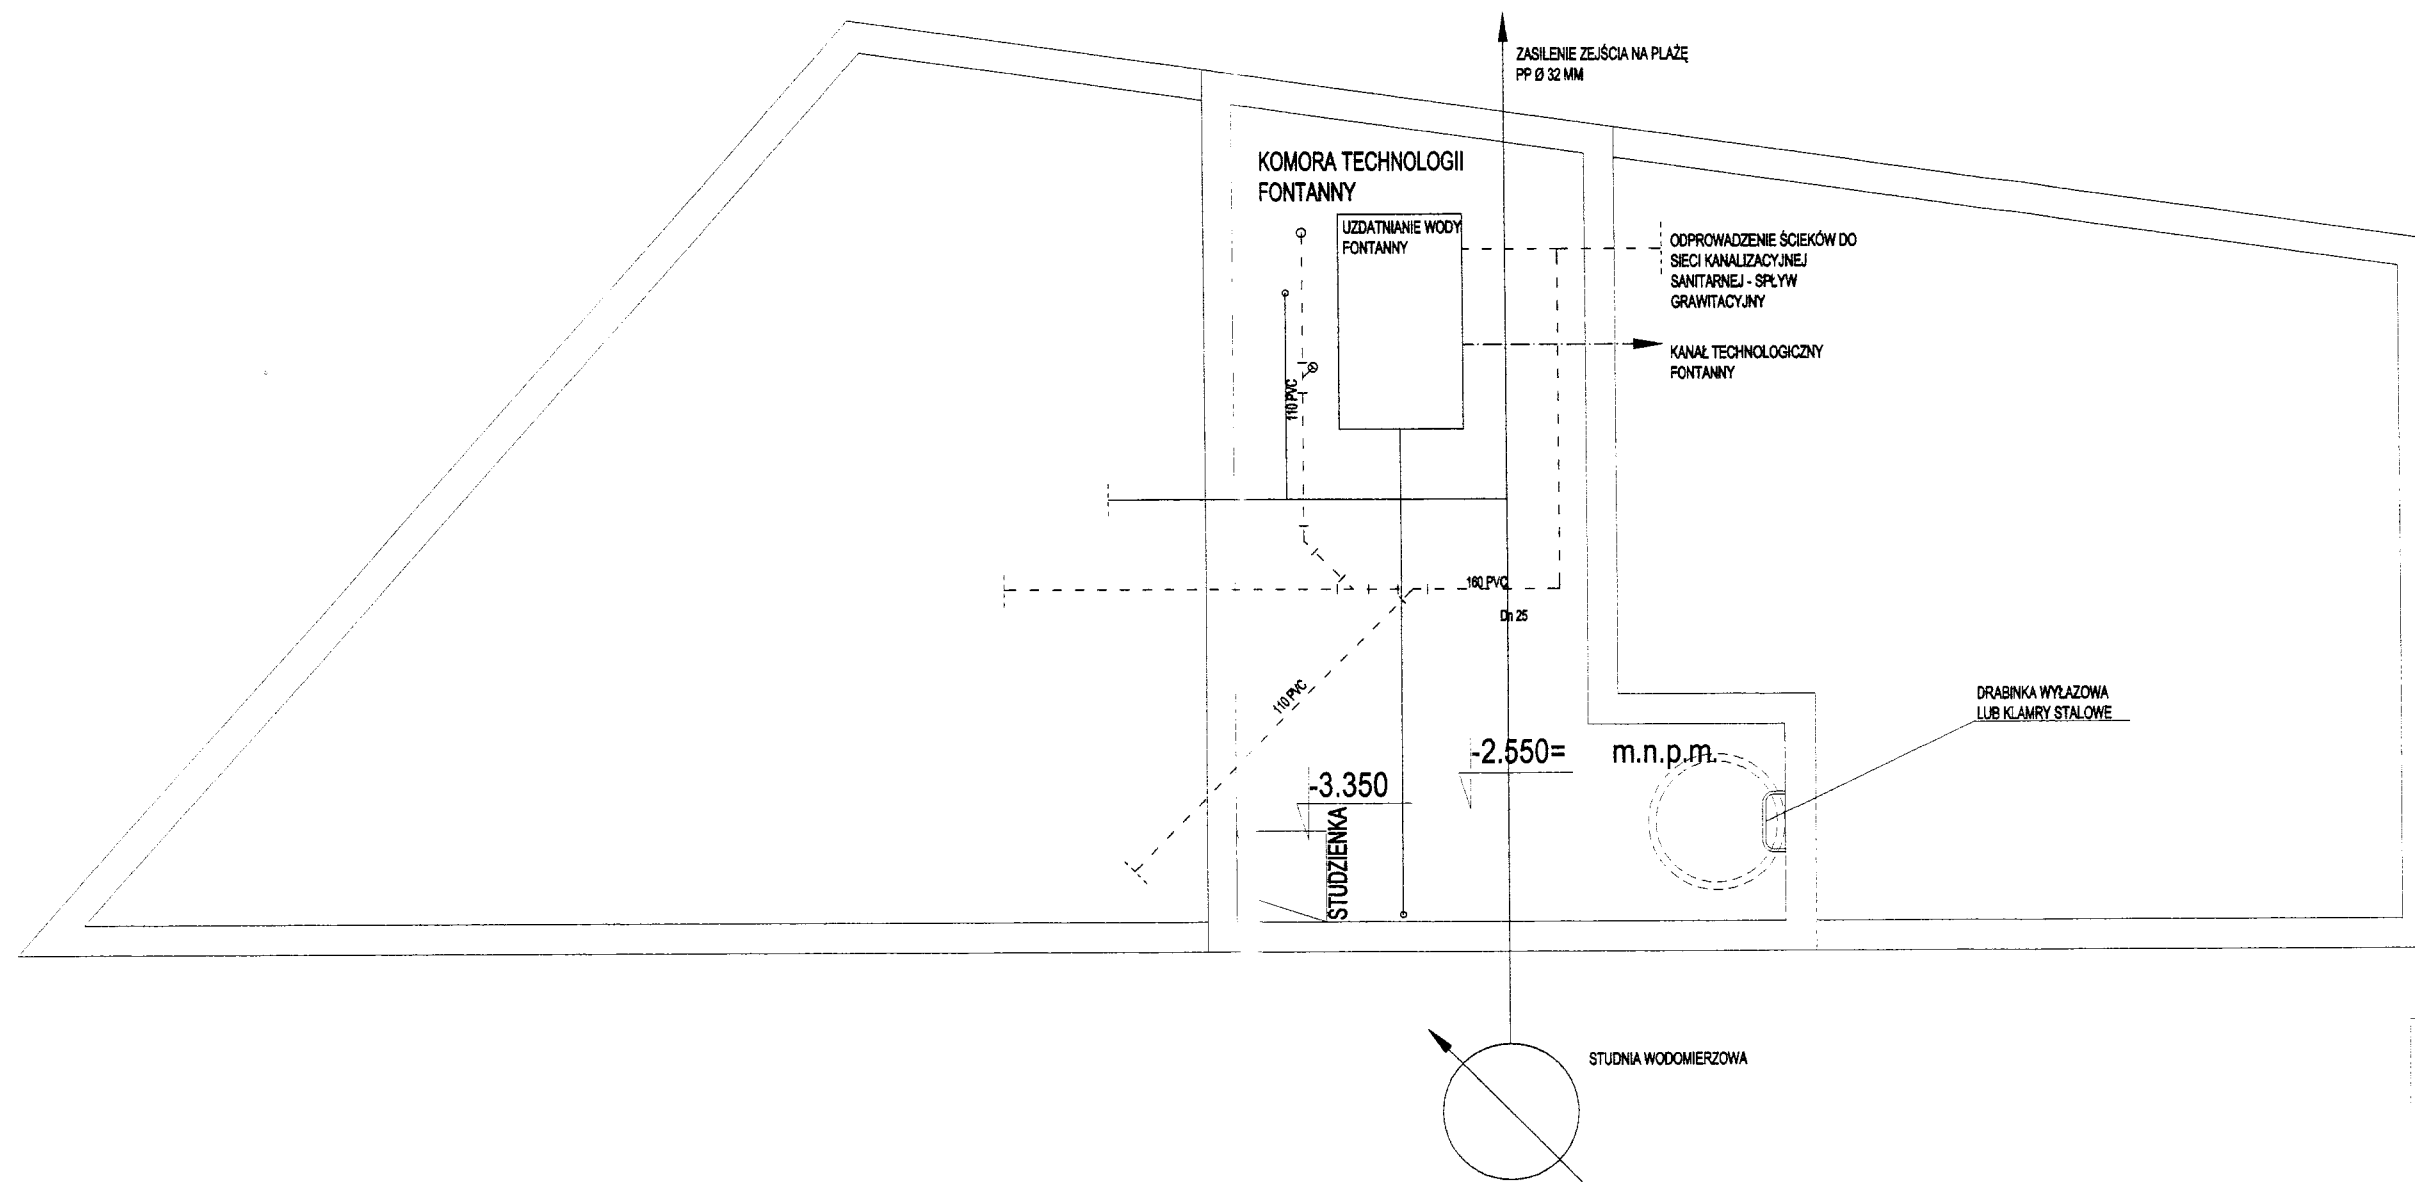 ZASILENIE ZEJŚCIA NA PLAŻĘ
PP Ø 32 MM
KOMORA TECHNOLOGII
FONTANNY
UZDATNIANIE WODY
FONTANNY
ODPROWADZENIE ŚCIEKÓW DO
SIECI KANALIZACYJNEJ
SANITARNEJ - SPŁYW
GRAWITACYJNY
KANAŁ TECHNOLOGICZNY
FONTANNY
110 PVC
160 PVC
Dn 25
110 PVC
DRABINKA WYŁAZOWA
LUB KLAMRY STALOWE
-2.550= m.n.p.m.
-3.350
STUDZIENKA
STUDNIA WODOMIERZOWA